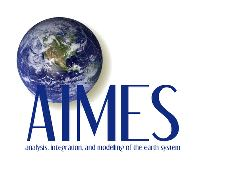 AIMES
analysis, integration, and modeling of the earth system